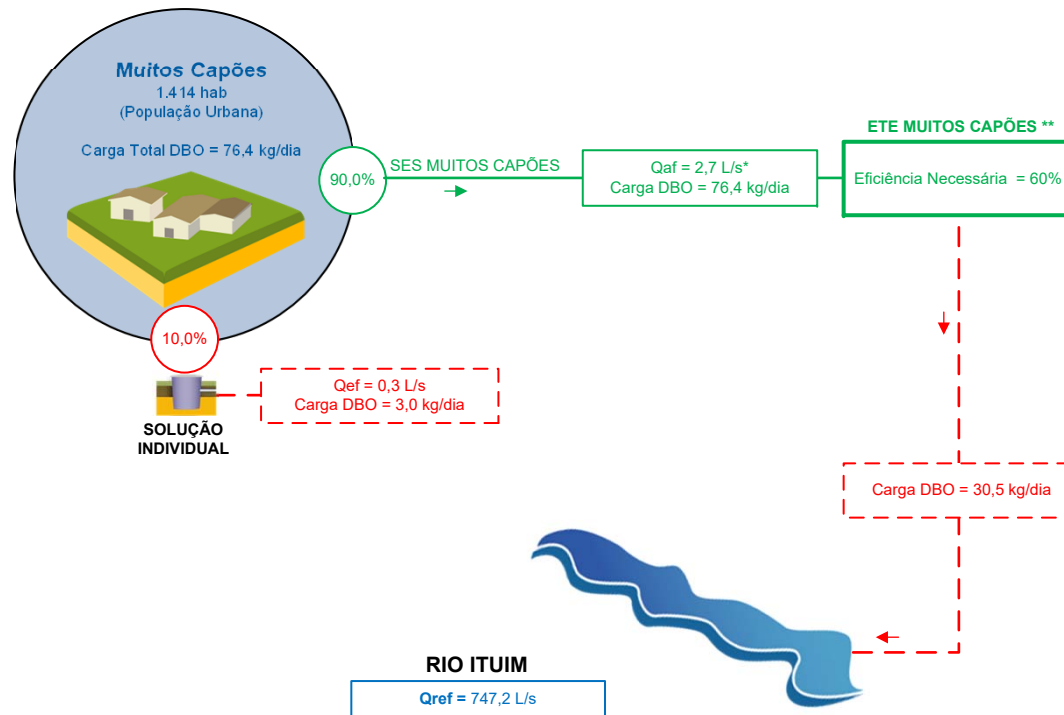 Muitos Capões
1.414 hab
(População Urbana)
Carga Total DBO = 76,4 kg/dia
90,0%
SES MUITOS CAPÕES
Qaf = 2,7 L/s*
Carga DBO = 76,4 kg/dia
ETE MUITOS CAPÕES **
Eficiência Necessária = 60%
10,0%
Qef = 0,3 L/s
Carga DBO = 3,0 kg/dia
SOLUÇÃO
INDIVIDUAL
Carga DBO = 30,5 kg/dia
RIO ITUIM
Qref = 747,2 L/s